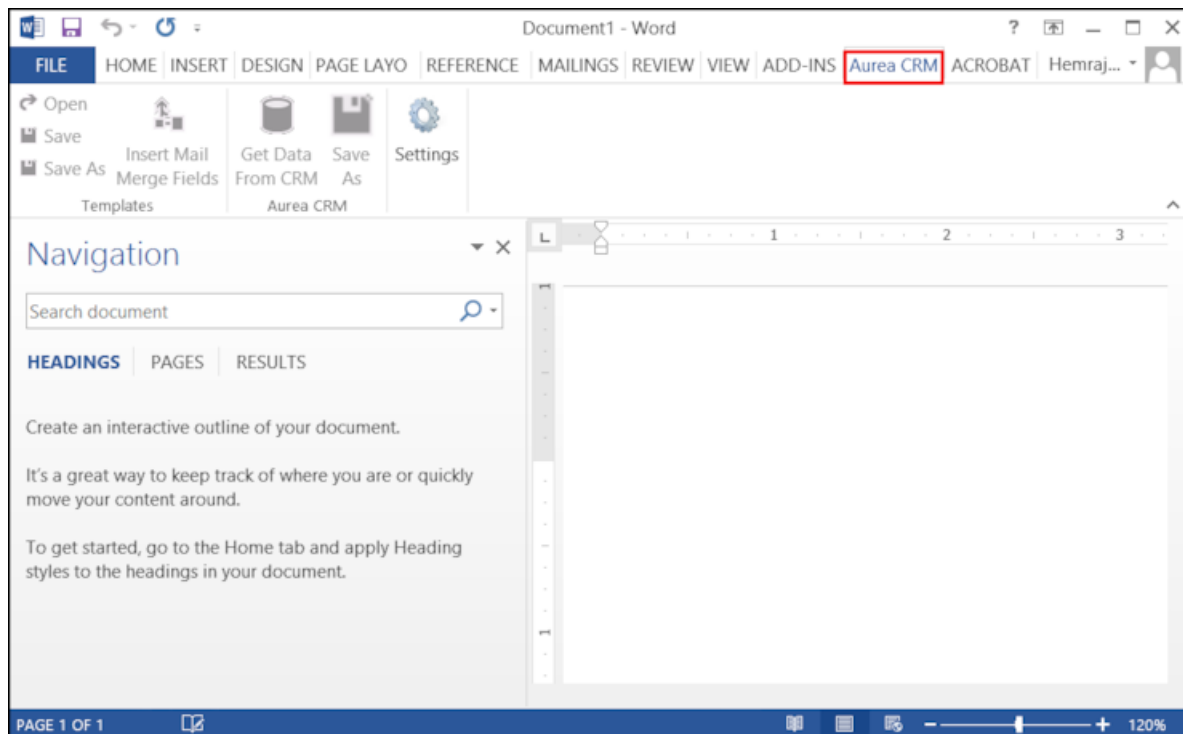 Document1 - Word
FILE HOME INSERT DESIGN PAGE LAYO REFERENCE MAILINGS REVIEW VIEW ADD-INS Aurea CRM ACROBAT Hemraj...
Open
Save
Save As
Insert Mail
Merge Fields
Templates
Get Data
From CRM
Save
As
Aurea CRM
Settings
Navigation
Search document
HEADINGS PAGES RESULTS
Create an interactive outline of your document.
It's a great way to keep track of where you are or quickly
move your content around.
To get started, go to the Home tab and apply Heading
styles to the headings in your document.
L
1 2 3
1
1
PAGE 1 OF 1
120%